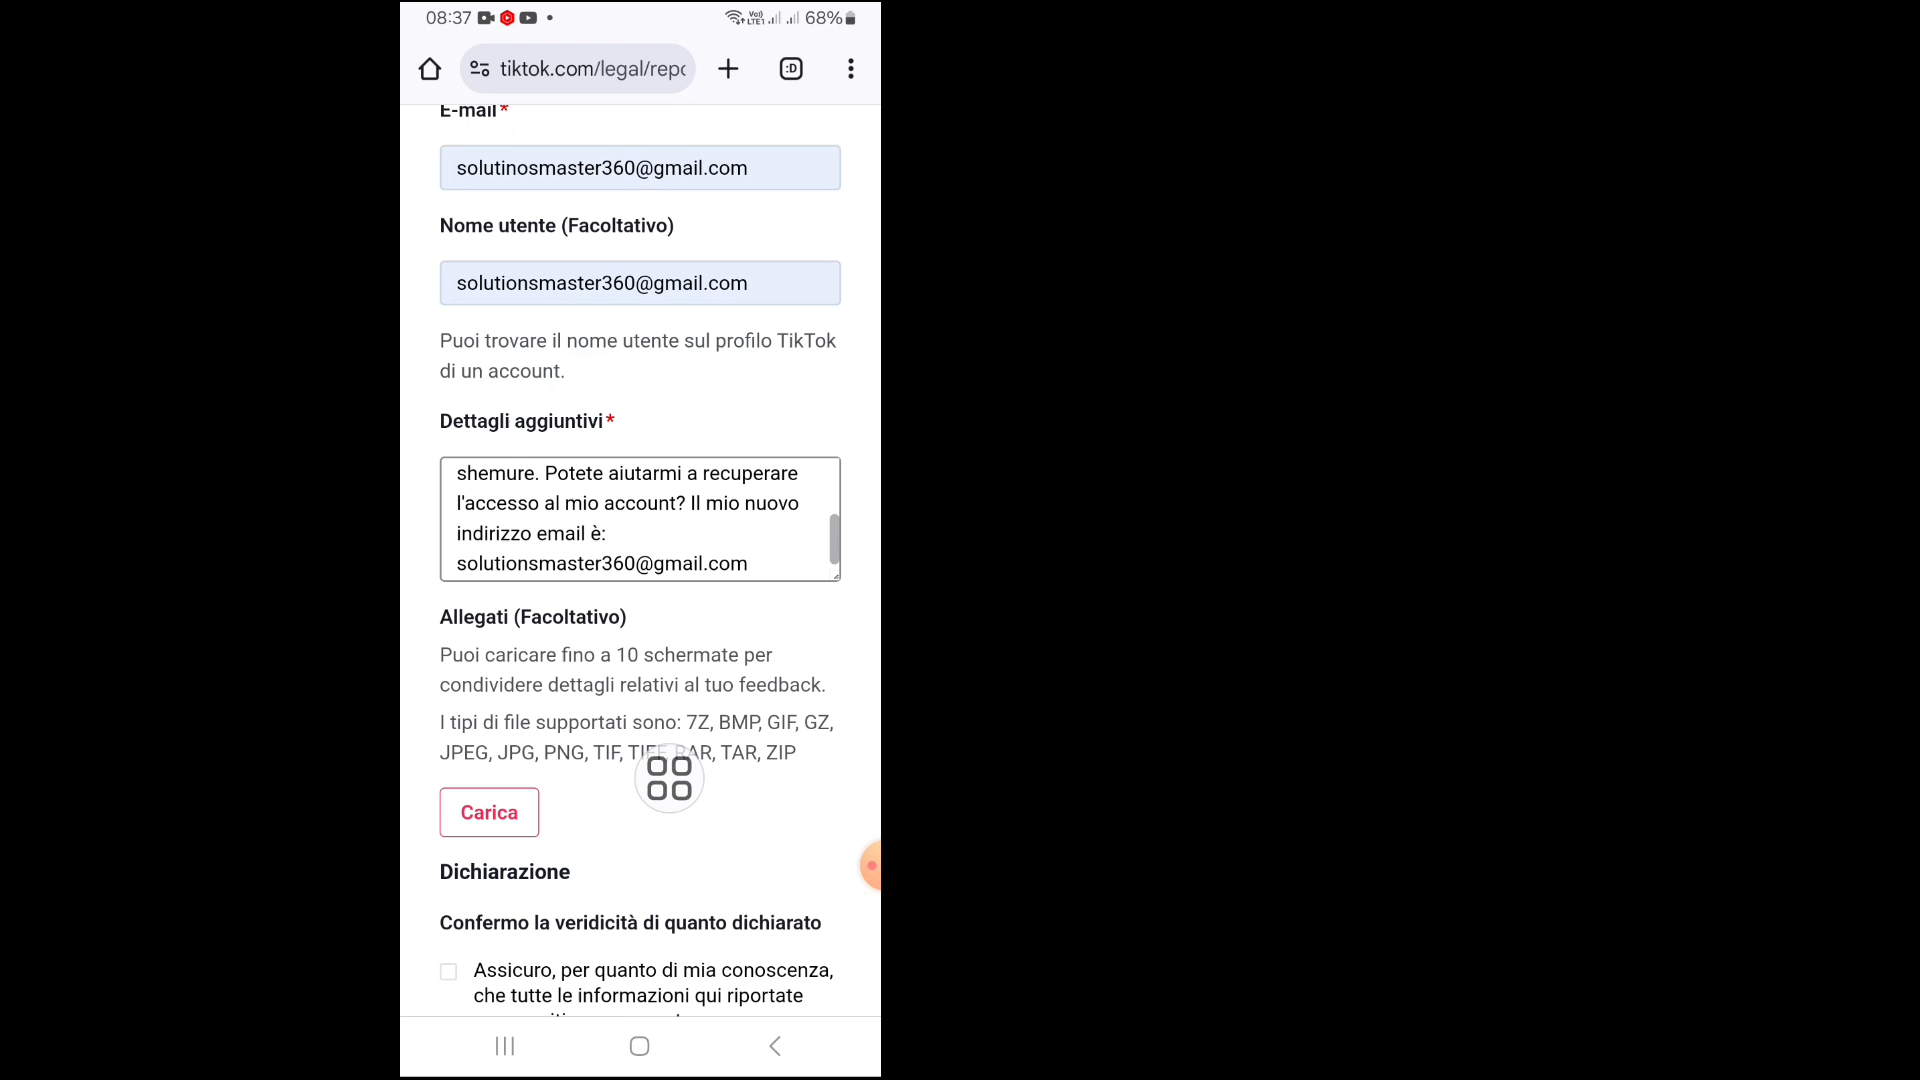 08:37
68%
tiktok.com/legal/repo
:D
E-mail*
solutinosmaster360@gmail.com
Nome utente (Facoltativo)
solutionsmaster360@gmail.com
Puoi trovare il nome utente sul profilo TikTok
di un account.
Dettagli aggiuntivi*
shemure. Potete aiutarmi a recuperare
l'accesso al mio account? Il mio nuovo
indirizzo email è:
solutionsmaster360@gmail.com
Allegati (Facoltativo)
Puoi caricare fino a 10 schermate per
condividere dettagli relativi al tuo feedback.
I tipi di file supportati sono: 7Z, BMP, GIF, GZ,
JPEG, JPG, PNG, TIF, TIFF, RAR, TAR, ZIP
Carica
Dichiarazione
Confermo la veridicità di quanto dichiarato
Assicuro, per quanto di mia conoscenza,
che tutte le informazioni qui riportate